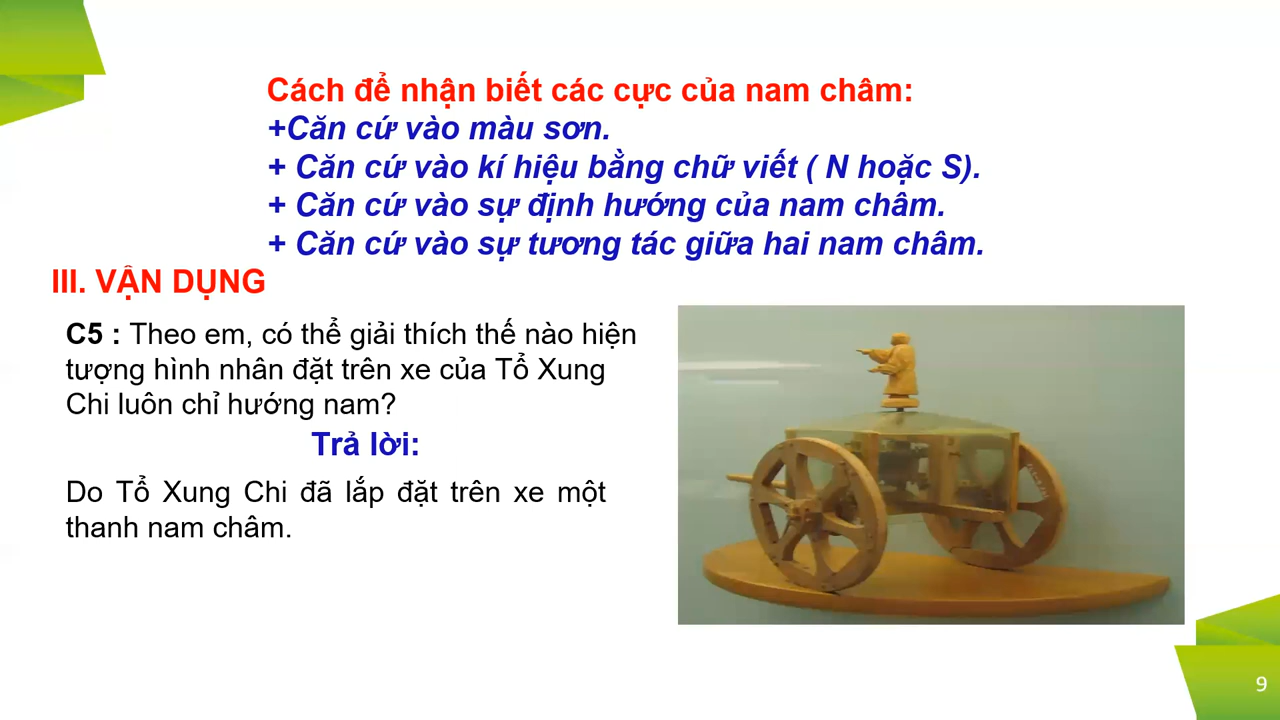 Cách để nhận biết các cực của nam châm:
+Căn cứ vào màu sơn.
+ Căn cứ vào kí hiệu bằng chữ viết ( N hoặc S).
+ Căn cứ vào sự định hướng của nam châm.
+ Căn cứ vào sự tương tác giữa hai nam châm.
III. VẬN DỤNG
C5 : Theo em, có thể giải thích thế nào hiện
tượng hình nhân đặt trên xe của Tổ Xung
Chi luôn chỉ hướng nam?
Trả lời:
Do Tổ Xung Chi đã lắp đặt trên xe một
thanh nam châm.
9